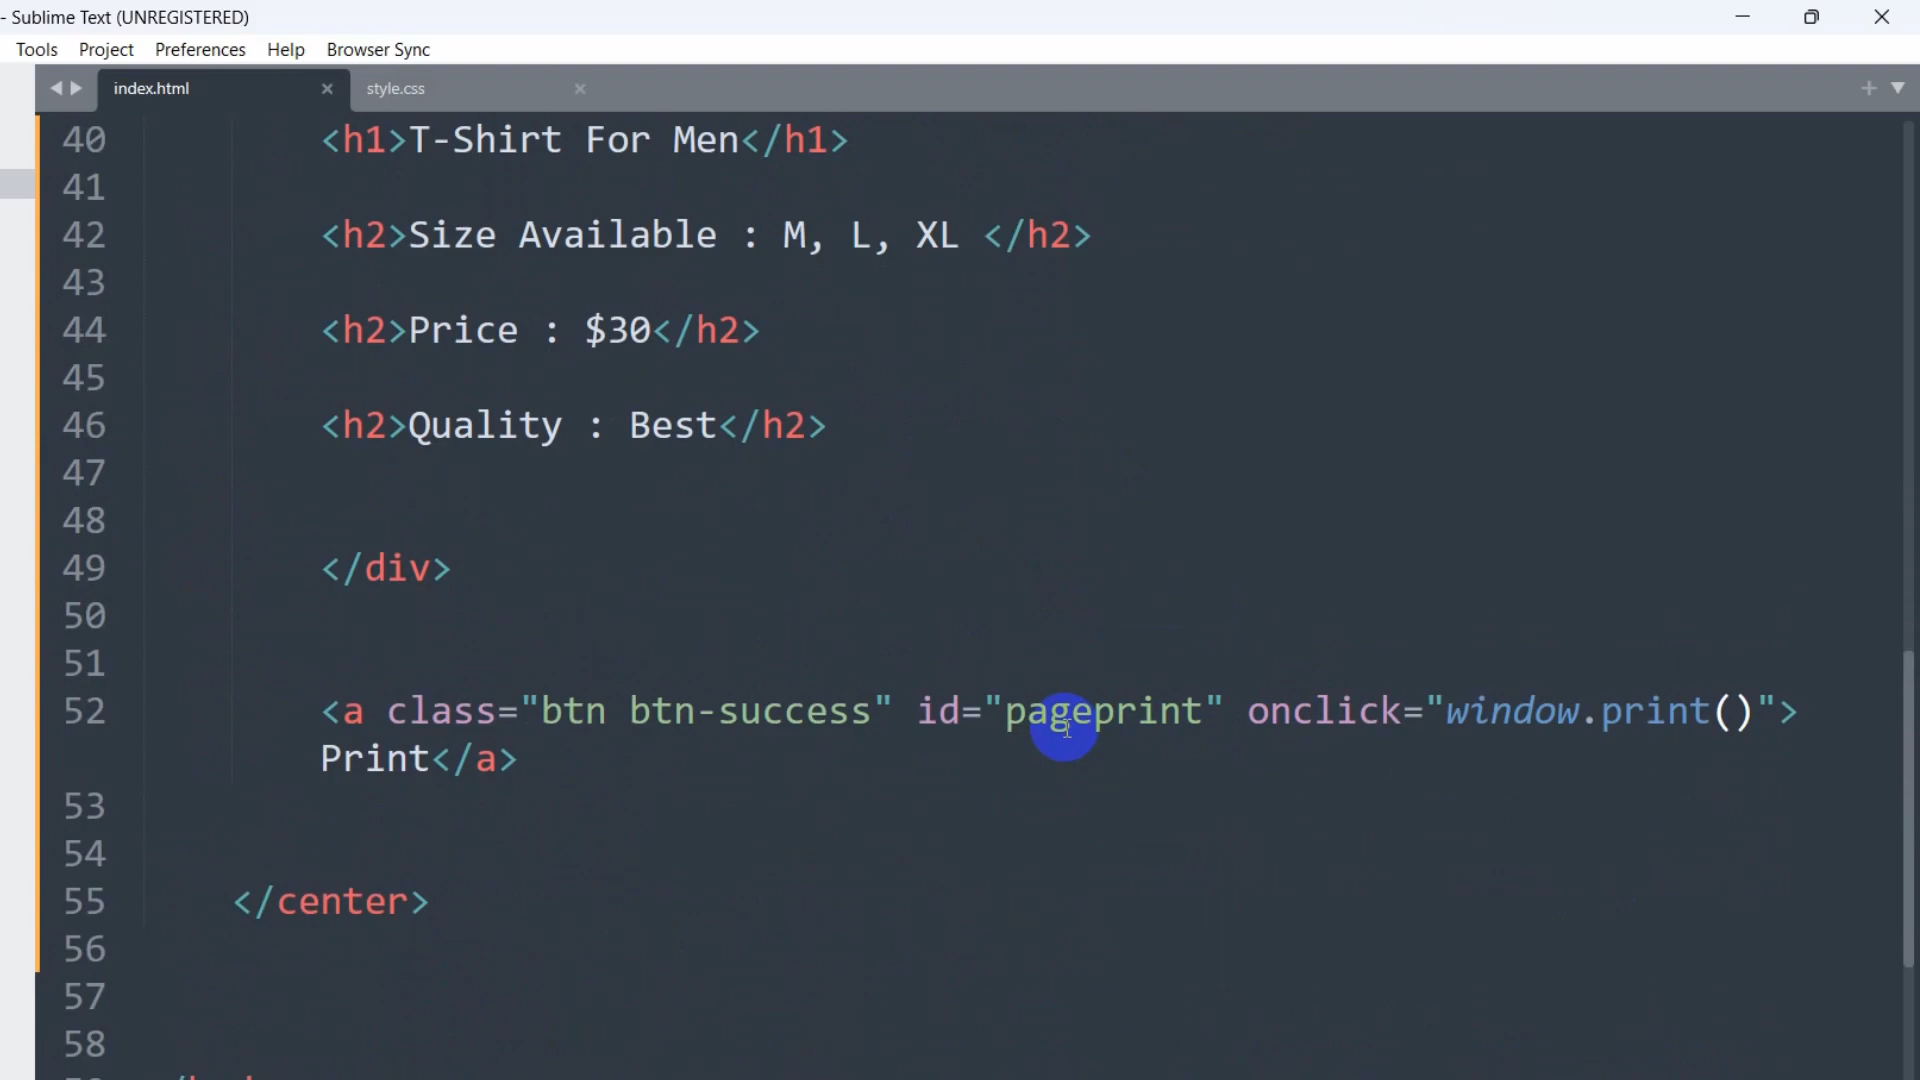 - Sublime Text (UNREGISTERED)
Tools Project Preferences Help Browser Sync
index.html style.css
40 <h1>T-Shirt For Men</h1>
41
42 <h2>Size Available : M, L, XL </h2>
43
44 <h2>Price : $30</h2>
45
46 <h2>Quality : Best</h2>
47
48
49 </div>
50
51
52 <a class="btn btn-success" id="pageprint" onclick="window.print()">
Print</a>
53
54
55 </center>
56
57
58